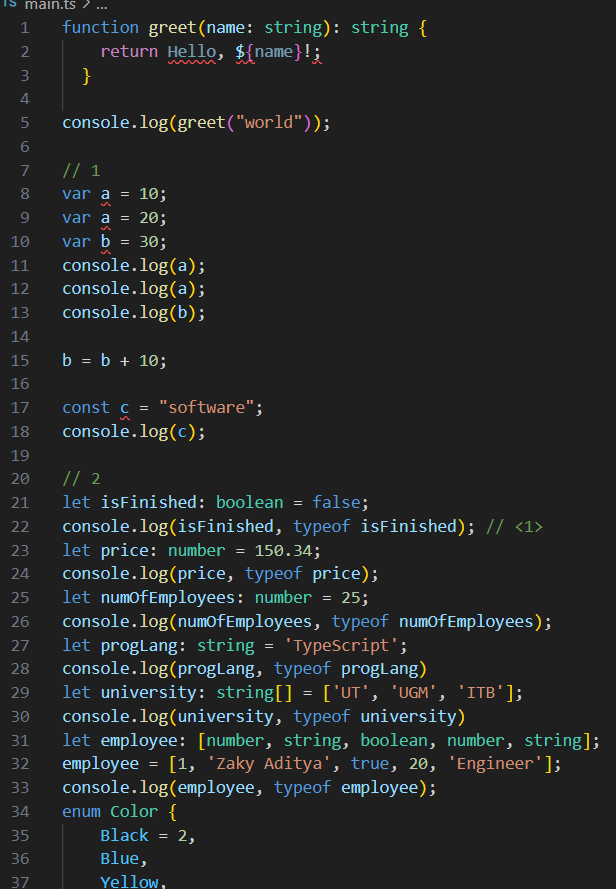 TS main.ts > ...
1 function greet(name: string): string {
2 return Hello, ${name}!;
3 }
4
5 console.log(greet("world"));
6
7 // 1
8 var a = 10;
9 var a = 20;
10 var b = 30;
11 console.log(a);
12 console.log(a);
13 console.log(b);
14
15 b = b + 10;
16
17 const c = "software";
18 console.log(c);
19
20 // 2
21 let isFinished: boolean = false;
22 console.log(isFinished, typeof isFinished); // <1>
23 let price: number = 150.34;
24 console.log(price, typeof price);
25 let numOfEmployees: number = 25;
26 console.log(numOfEmployees, typeof numOfEmployees);
27 let progLang: string = 'TypeScript';
28 console.log(progLang, typeof progLang)
29 let university: string[] = ['UT', 'UGM', 'ITB'];
30 console.log(university, typeof university)
31 let employee: [number, string, boolean, number, string];
32 employee = [1, 'Zaky Aditya', true, 20, 'Engineer'];
33 console.log(employee, typeof employee);
34 enum Color {
35 Black = 2,
36 Blue,
37 Yellow,